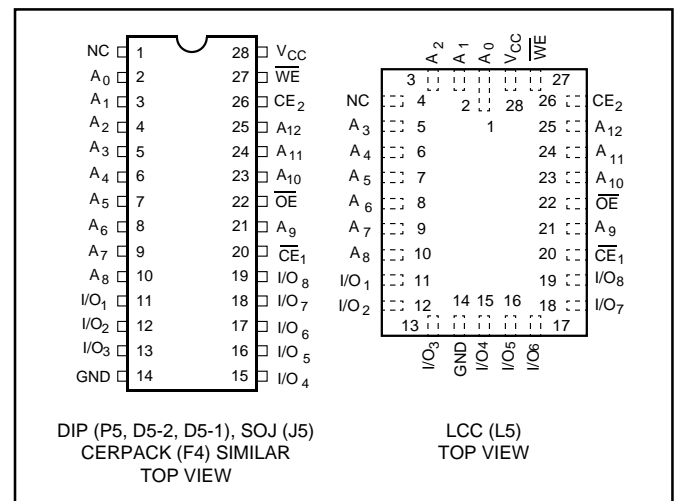 NC 1 28 VCC
A0 2 27 W̅E̅
A1 3 26 CE2
A2 4 25 A12
A3 5 24 A11
A4 6 23 A10
A5 7 22 O̅E̅
A6 8 21 A9
A7 9 20 C̅E̅1
A8 10 19 I/O8
I/O1 11 18 I/O7
I/O2 12 17 I/O6
I/O3 13 16 I/O5
GND 14 15 I/O4
DIP (P5, D5-2, D5-1), SOJ (J5)
CERPACK (F4) SIMILAR
TOP VIEW
A2 A1 A0 VCC W̅E̅
3 27
NC 4 2 28 26 CE2
A3 5 1 25 A12
A4 6 24 A11
A5 7 23 A10
A6 8 22 O̅E̅
A7 9 21 A9
A8 10 20 C̅E̅1
I/O1 11 19 I/O8
I/O2 12 14 15 16 18 I/O7
13 17
I/O3 GND I/O4 I/O5 I/O6
LCC (L5)
TOP VIEW